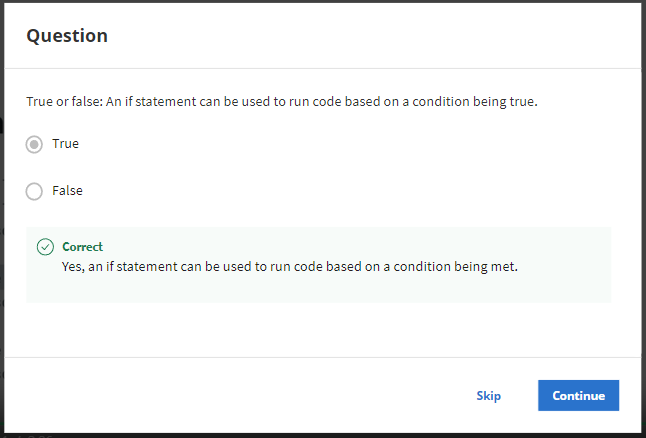 Question
True or false: An if statement can be used to run code based on a condition being true.
True
False
Correct
Yes, an if statement can be used to run code based on a condition being met.
Skip
Continue